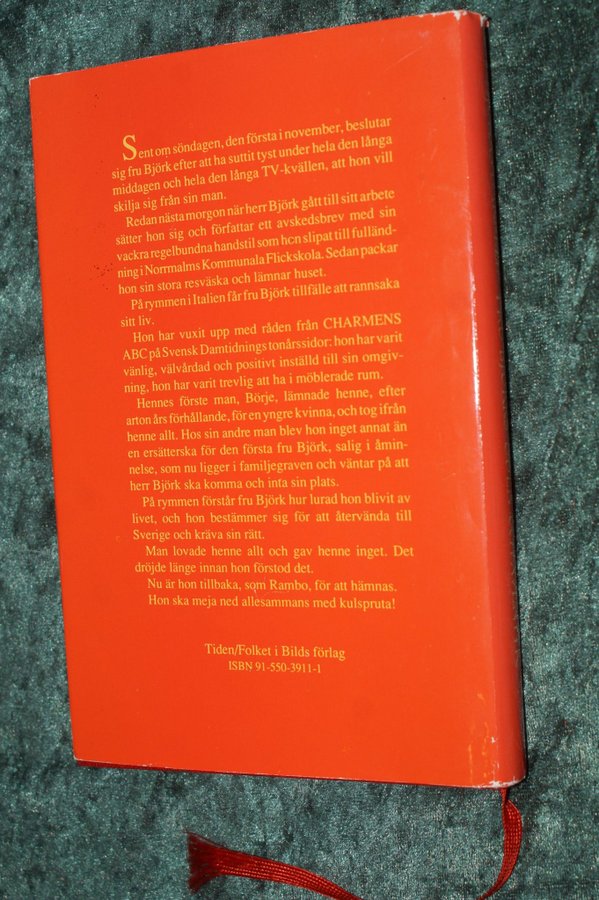 Sent om söndagen, den första i november, beslutar
sig fru Björk efter att ha suttit tyst under hela den långa
middagen och hela den långa TV-kvällen, att hon vill
skilja sig från sin man.
Redan nästa morgon när herr Björk gått till sitt arbete
sätter hon sig och författar ett avskedsbrev med sin
vackra regelbundna handstil som hon slipat till fulländ-
ning i Norrmalms Kommunala Flickskola. Sedan packar
hon sin stora resväska och lämnar huset.
På rymmen i Italien får fru Björk tillfälle att rannsaka
sitt liv.
Hon har vuxit upp med råden från CHARMENS
ABC på Svensk Damtidnings tonårssidor: hon har varit
vänlig, välvårdad och positivt inställd till sin omgiv-
ning, hon har varit trevlig att ha i möblerade rum.
Hennes förste man, Börje, lämnade henne, efter
arton års förhållande, för en yngre kvinna, och tog ifrån
henne allt. Hos sin andre man blev hon inget annat än
en ersätterska för den första fru Björk, salig i åmin-
nelse, som nu ligger i familjegraven och väntar på att
herr Björk ska komma och inta sin plats.
På rymmen förstår fru Björk hur lurad hon blivit av
livet, och hon bestämmer sig för att återvända till
Sverige och kräva sin rätt.
Man lovade henne allt och gav henne inget. Det
dröjde länge innan hon förstod det.
Nu är hon tillbaka, som Rambo, för att hämnas.
Hon ska meja ned allesammans med kulspruta!
Tiden/Folket i Bilds förlag
ISBN 91-550-3911-1